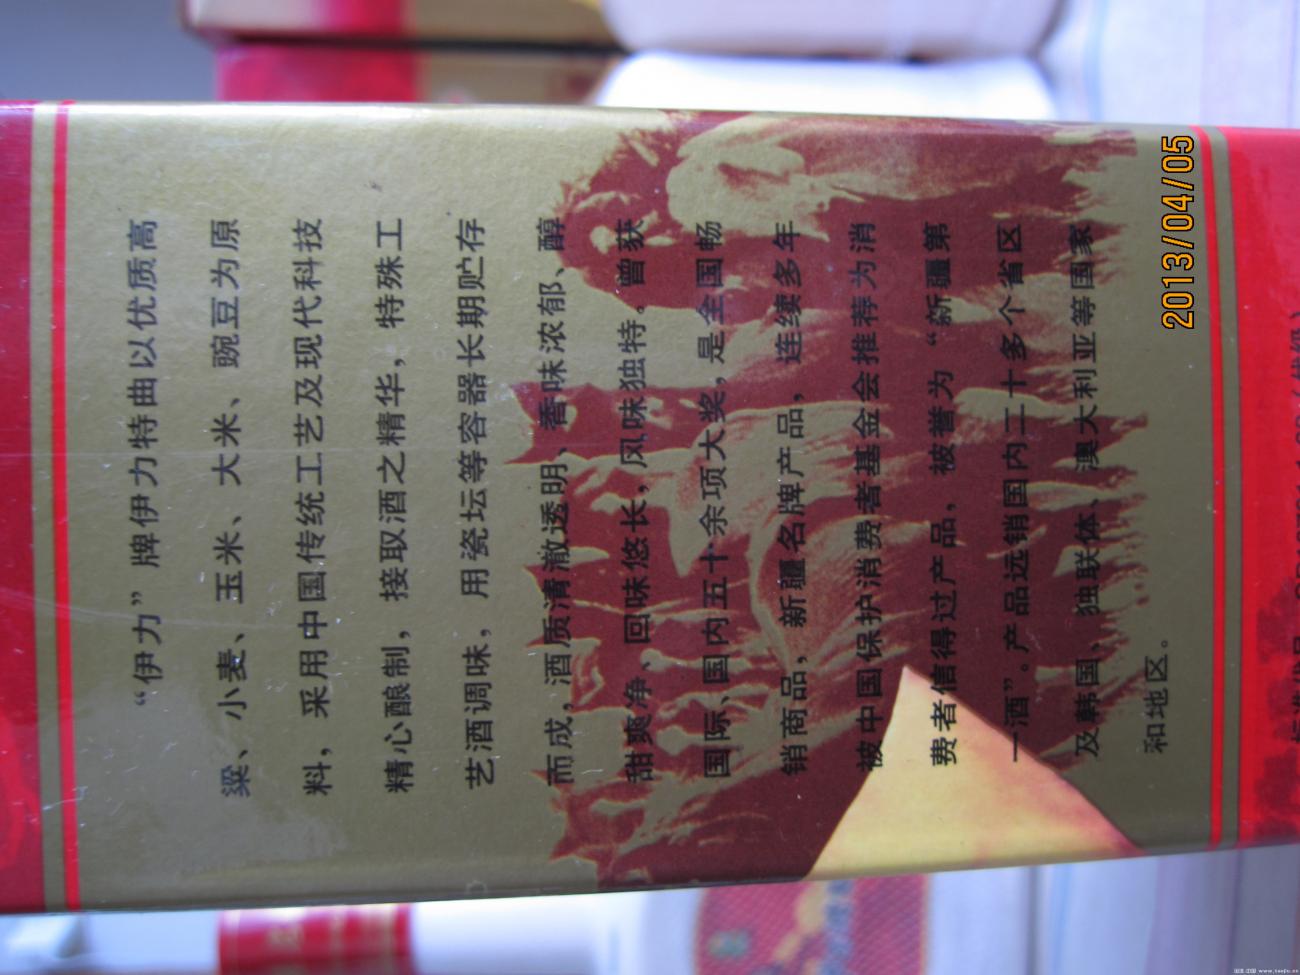 “伊力”牌伊力特曲以优质高
粱、小麦、玉米、大米、豌豆为原
料，采用中国传统工艺及现代科技
精心酿制，接取酒之精华，特殊工
艺酒调味，用瓷坛等容器长期贮存
而成，酒质清澈透明、香味浓郁、醇
甜爽净、回味悠长，风味独特。曾获
国际、国内五十余项大奖，是全国畅
销商品，新疆名牌产品，连续多年
被中国保护消费者基金会推荐为消
费者信得过产品，被誉为“新疆第
一酒”。产品远销国内二十多个省区
及韩国、独联体、澳大利亚等国家
和地区。
2013/04/05